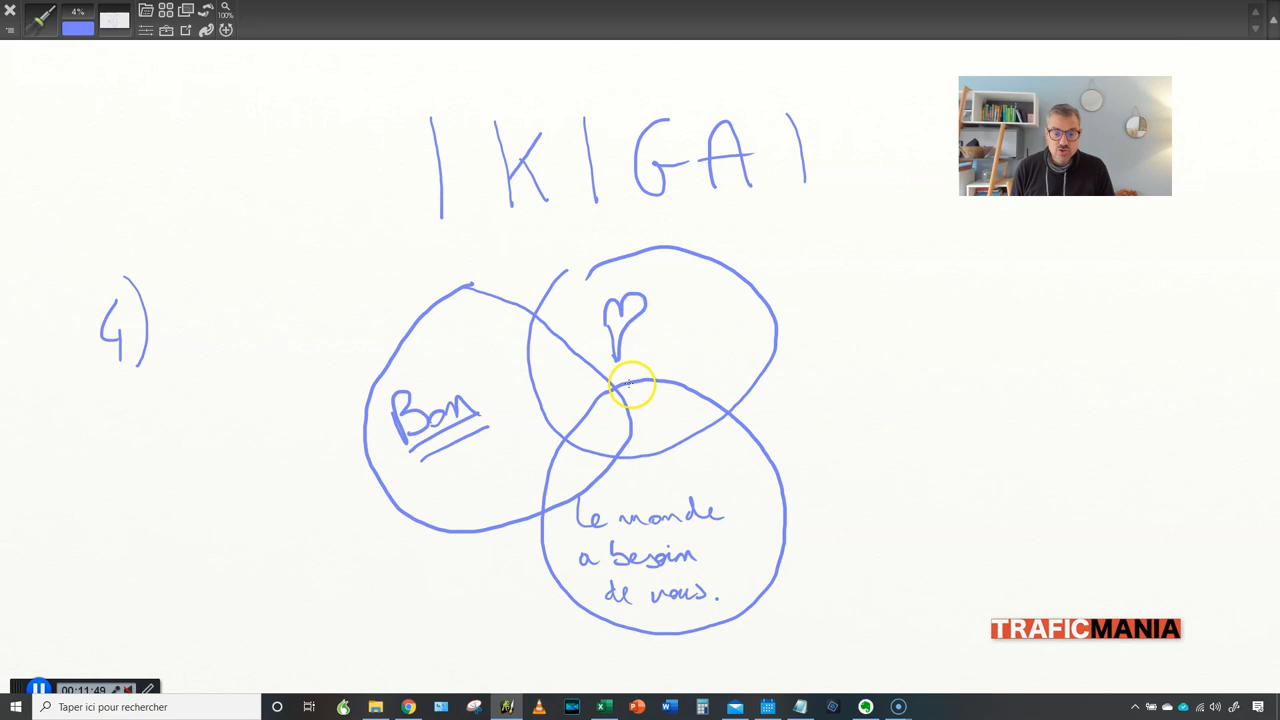 4%
100%
IKIGAI
4)
Bon
Le monde
a besoin
de vous.
TRAFICMANIA
00:11:49
Taper ici pour rechercher